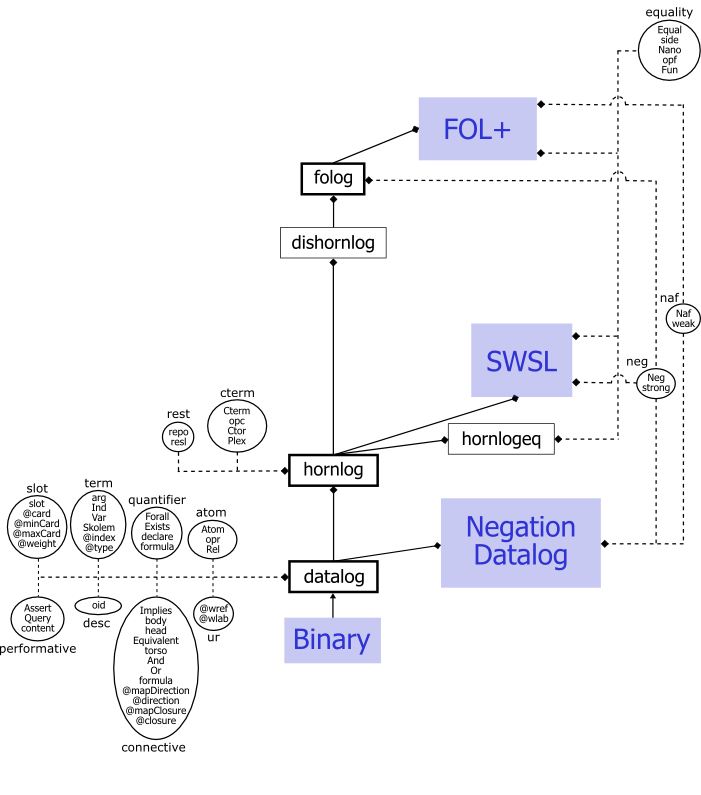 equality
Equal
side
Nano
opf
Fun
FOL+
folog
dishornlog
naf
Naf
weak
SWSL
neg
Neg
strong
cterm
Cterm
opc
Ctor
Plex
rest
repo
resl
hornlogeq
hornlog
slot
slot
@card
@minCard
@maxCard
@weight
term
arg
Ind
Var
Skolem
@index
@type
quantifier
Forall
Exists
declare
formula
atom
Atom
opr
Rel
Negation
Datalog
datalog
Assert
Query
content
performative
oid
desc
Implies
body
head
Equivalent
torso
And
Or
formula
@mapDirection
@direction
@mapClosure
@closure
connective
@wref
@wlab
ur
Binary